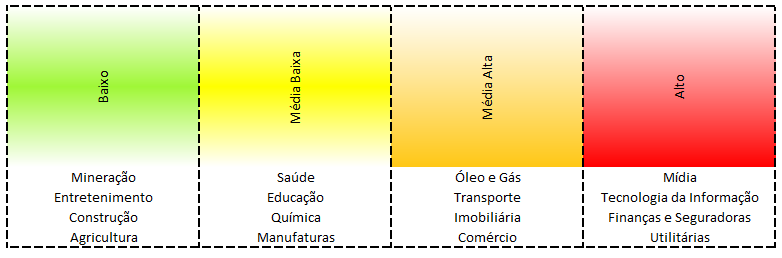 Baixo
Média Baixa
Média Alta
Alto
Mineração
Entretenimento
Construção
Agricultura
Saúde
Educação
Química
Manufaturas
Óleo e Gás
Transporte
Imobiliária
Comércio
Mídia
Tecnologia da Informação
Finanças e Seguradoras
Utilitárias